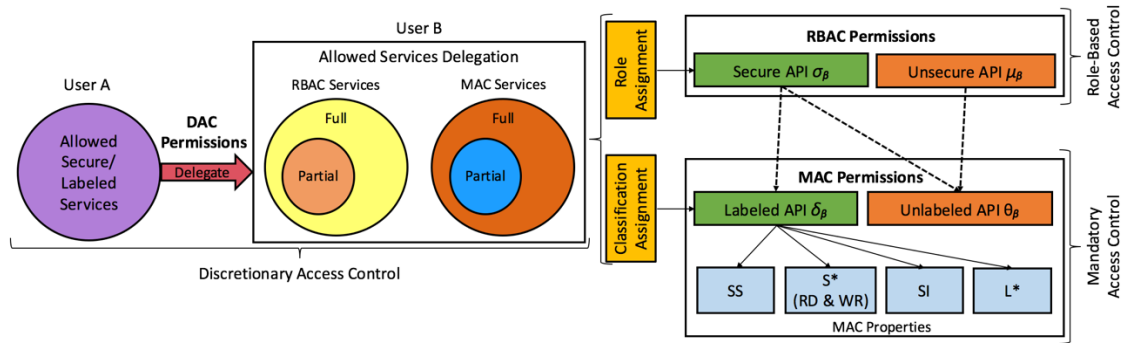 User A
Allowed
Secure/
Labeled
Services
DAC
Permissions
Delegate
User B
Allowed Services Delegation
RBAC Services
Full
Partial
MAC Services
Full
Partial
Discretionary Access Control
Role
Assignment
Classification
Assignment
RBAC Permissions
Secure API σβ
Unsecure API μβ
Role-Based
Access Control
MAC Permissions
Labeled API δβ
Unlabeled API θβ
SS
S*
(RD & WR)
SI
L*
MAC Properties
Mandatory
Access Control